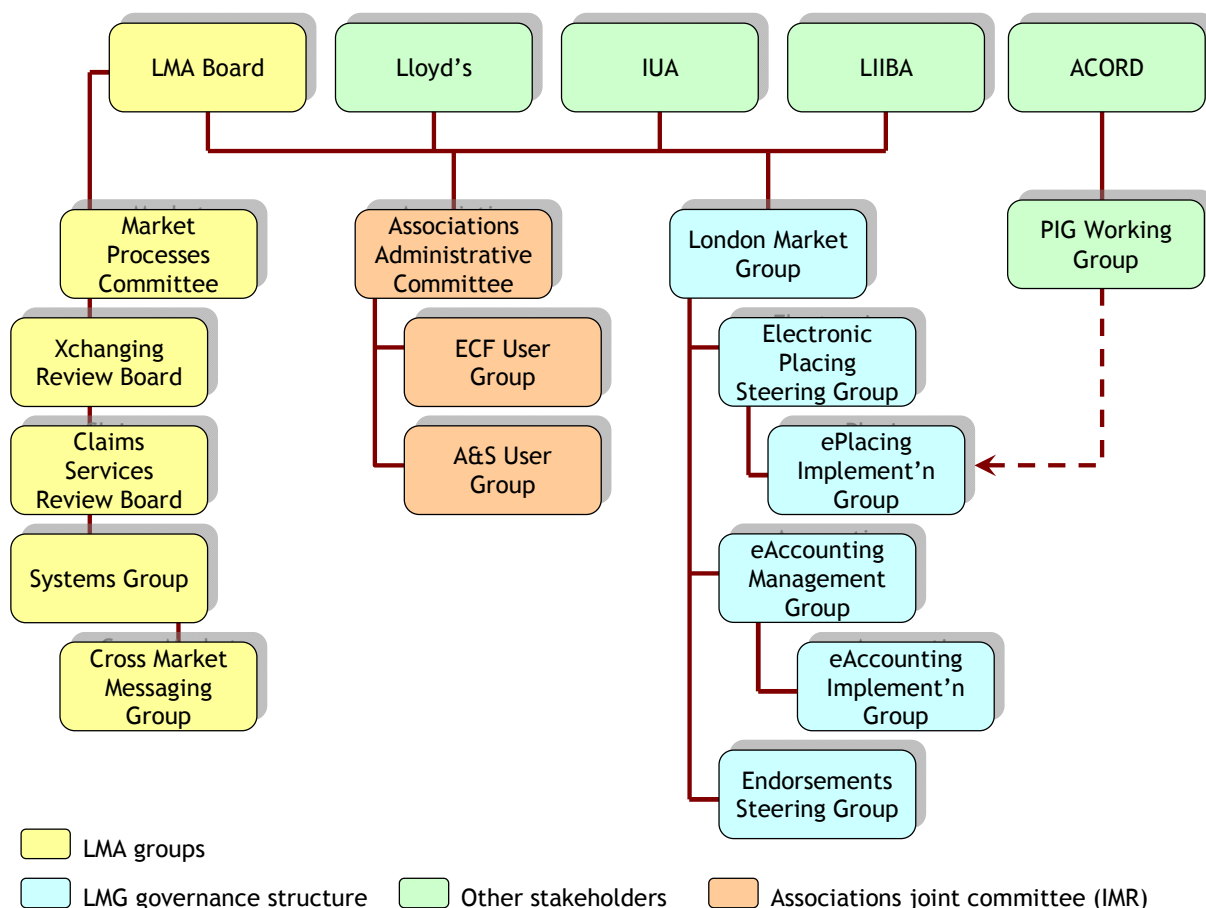 LMA Board
Lloyd’s
IUA
LIIBA
ACORD
Market
Processes
Committee
Associations
Administrative
Committee
London Market
Group
PIG Working
Group
Xchanging
Review Board
ECF User
Group
Electronic
Placing
Steering Group
Claims
Services
Review Board
A&S User
Group
ePlacing
Implement’n
Group
Systems Group
eAccounting
Management
Group
Cross Market
Messaging
Group
eAccounting
Implement’n
Group
Endorsements
Steering Group
LMA groups
LMG governance structure
Other stakeholders
Associations joint committee (IMR)